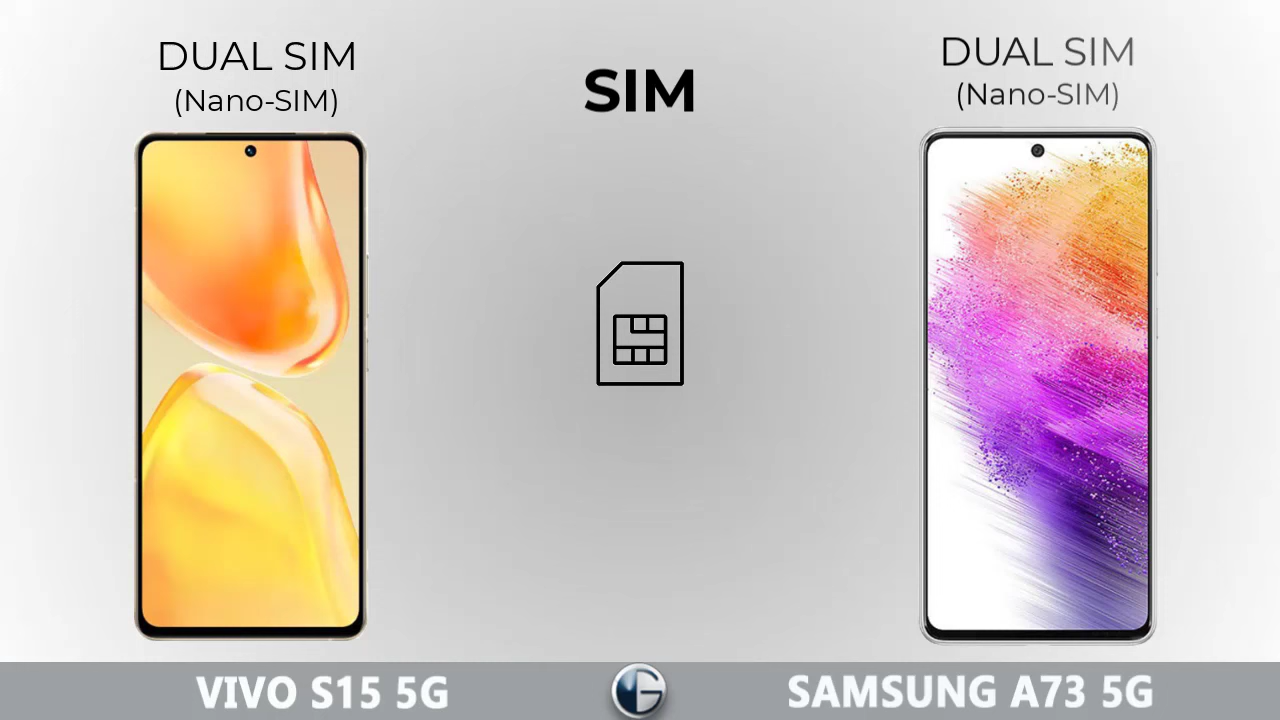 DUAL SIM
(Nano-SIM)
SIM
DUAL SIM
(Nano-SIM)
VIVO S15 5G
G
SAMSUNG A73 5G